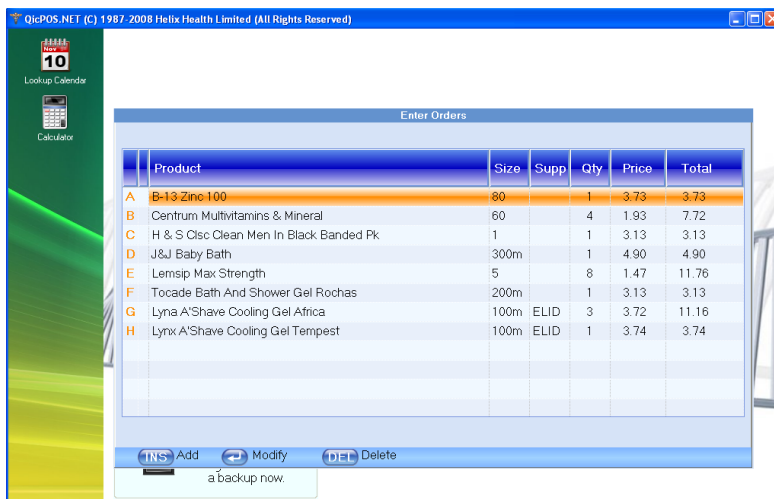 QicPOS.NET (C) 1987-2008 Helix Health Limited (All Rights Reserved)
Nov
10
Lookup Calendar
Calculator
Enter Orders
Product Size Supp Qty Price Total
A B-13 Zinc 100 80 1 3.73 3.73
B Centrum Multivitamins & Mineral 60 4 1.93 7.72
C H & S Clsc Clean Men In Black Banded Pk 1 1 3.13 3.13
D J&J Baby Bath 300m 1 4.90 4.90
E Lemsip Max Strength 5 8 1.47 11.76
F Tocade Bath And Shower Gel Rochas 200m 1 3.13 3.13
G Lyna A'Shave Cooling Gel Africa 100m ELID 3 3.72 11.16
H Lynx A'Shave Cooling Gel Tempest 100m ELID 1 3.74 3.74
INS Add Modify DEL Delete
a backup now.